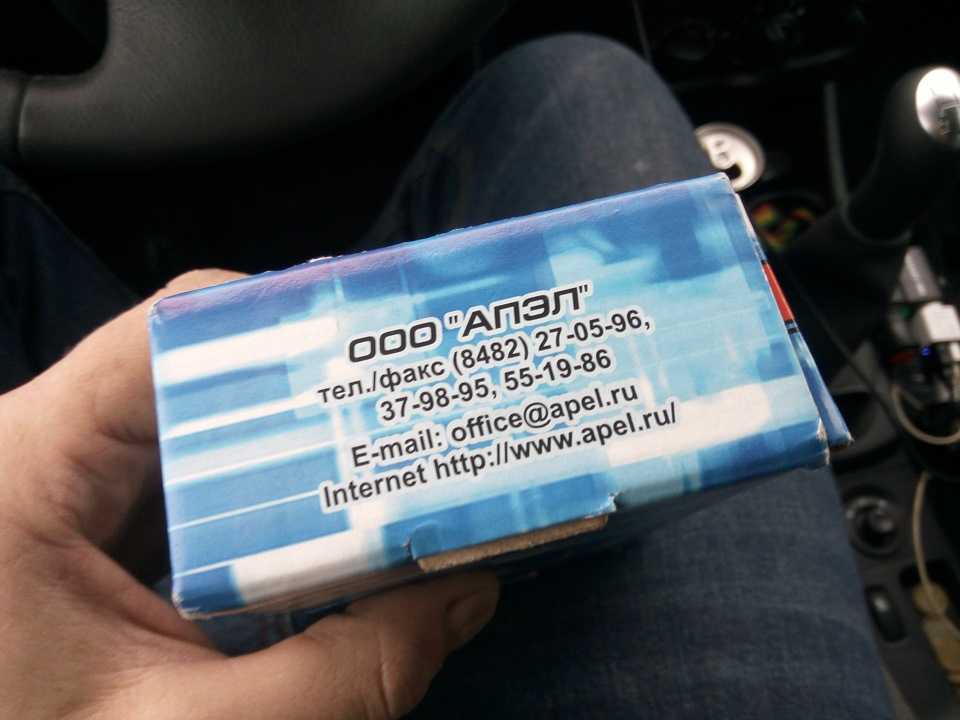 ООО "АПЭЛ"
тел./факс (8482) 27-05-96,
37-98-95, 55-19-86
E-mail: office@apel.ru
Internet http://www.apel.ru/